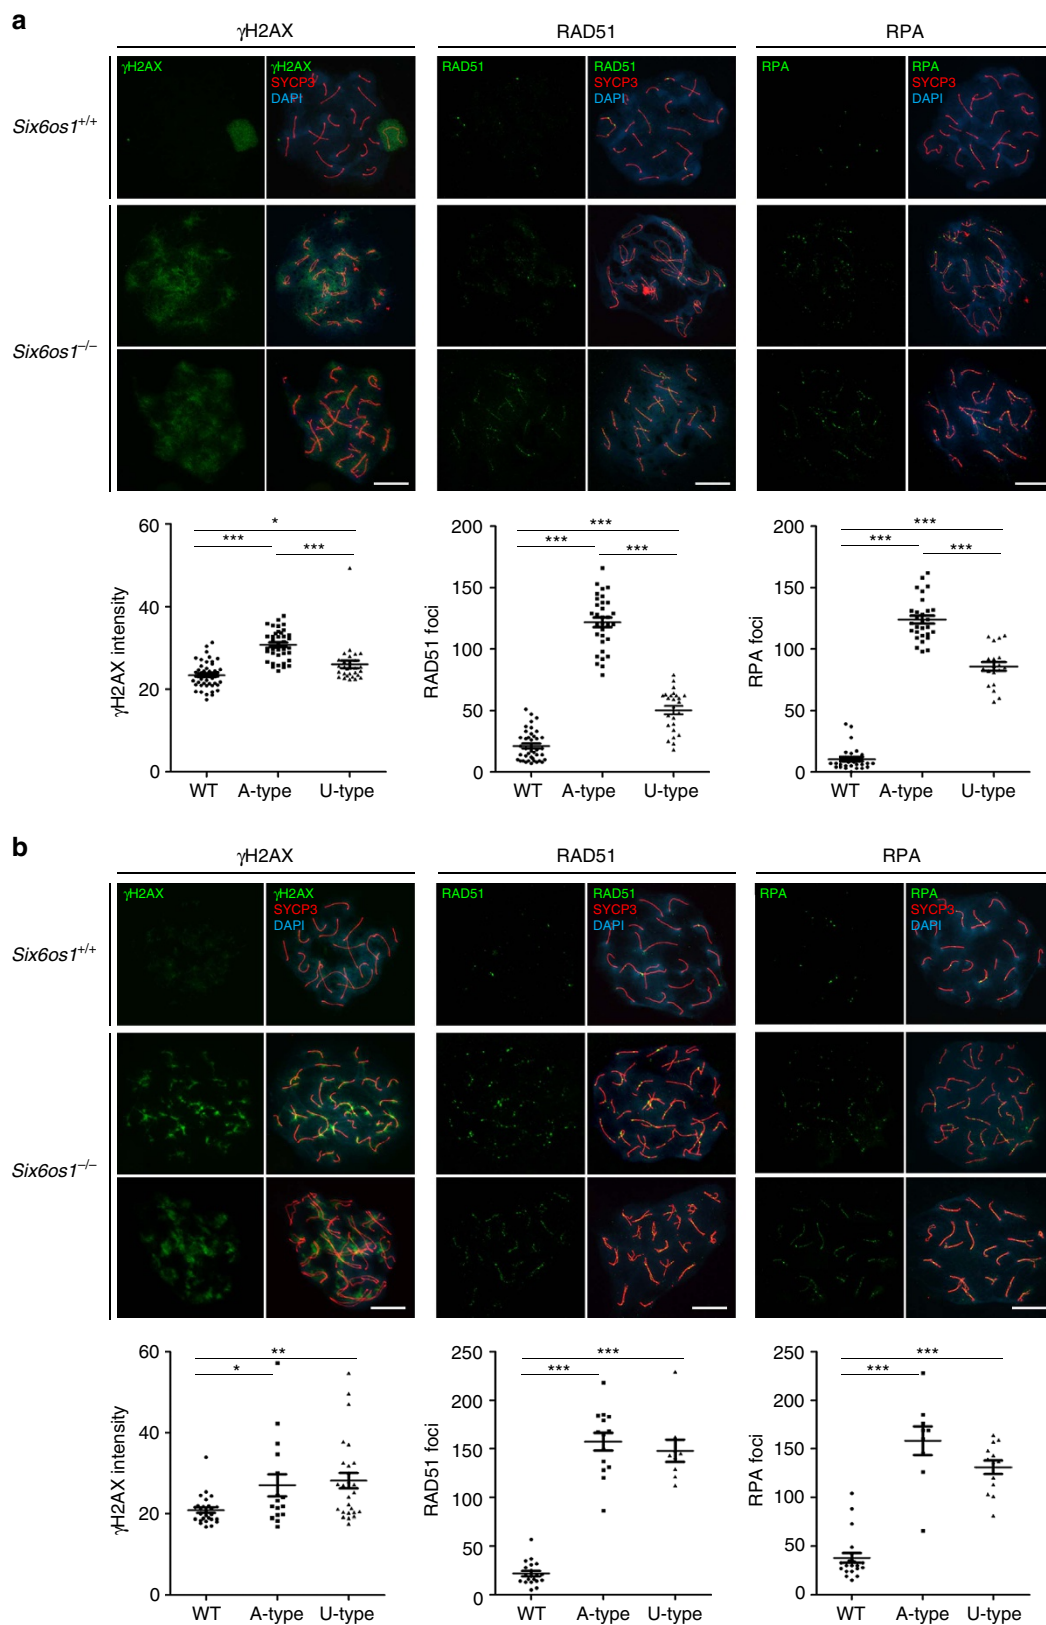 a
γH2AX RAD51 RPA
γH2AX γH2AX RAD51 RAD51 RPA RPA
SYCP3 SYCP3 SYCP3
DAPI DAPI DAPI
Six6os1+/+
Six6os1–/–
γH2AX intensity
60
40
20
0
* *** ***
WT A-type U-type
RAD51 foci
200
150
100
50
0
*** *** ***
WT A-type U-type
RPA foci
200
150
100
50
0
*** *** ***
WT A-type U-type
b
γH2AX RAD51 RPA
γH2AX γH2AX RAD51 RAD51 RPA RPA
SYCP3 SYCP3 SYCP3
DAPI DAPI DAPI
Six6os1+/+
Six6os1–/–
γH2AX intensity
60
40
20
0
** *
WT A-type U-type
RAD51 foci
250
200
150
100
50
0
*** ***
WT A-type U-type
RPA foci
250
200
150
100
50
0
*** ***
WT A-type U-type